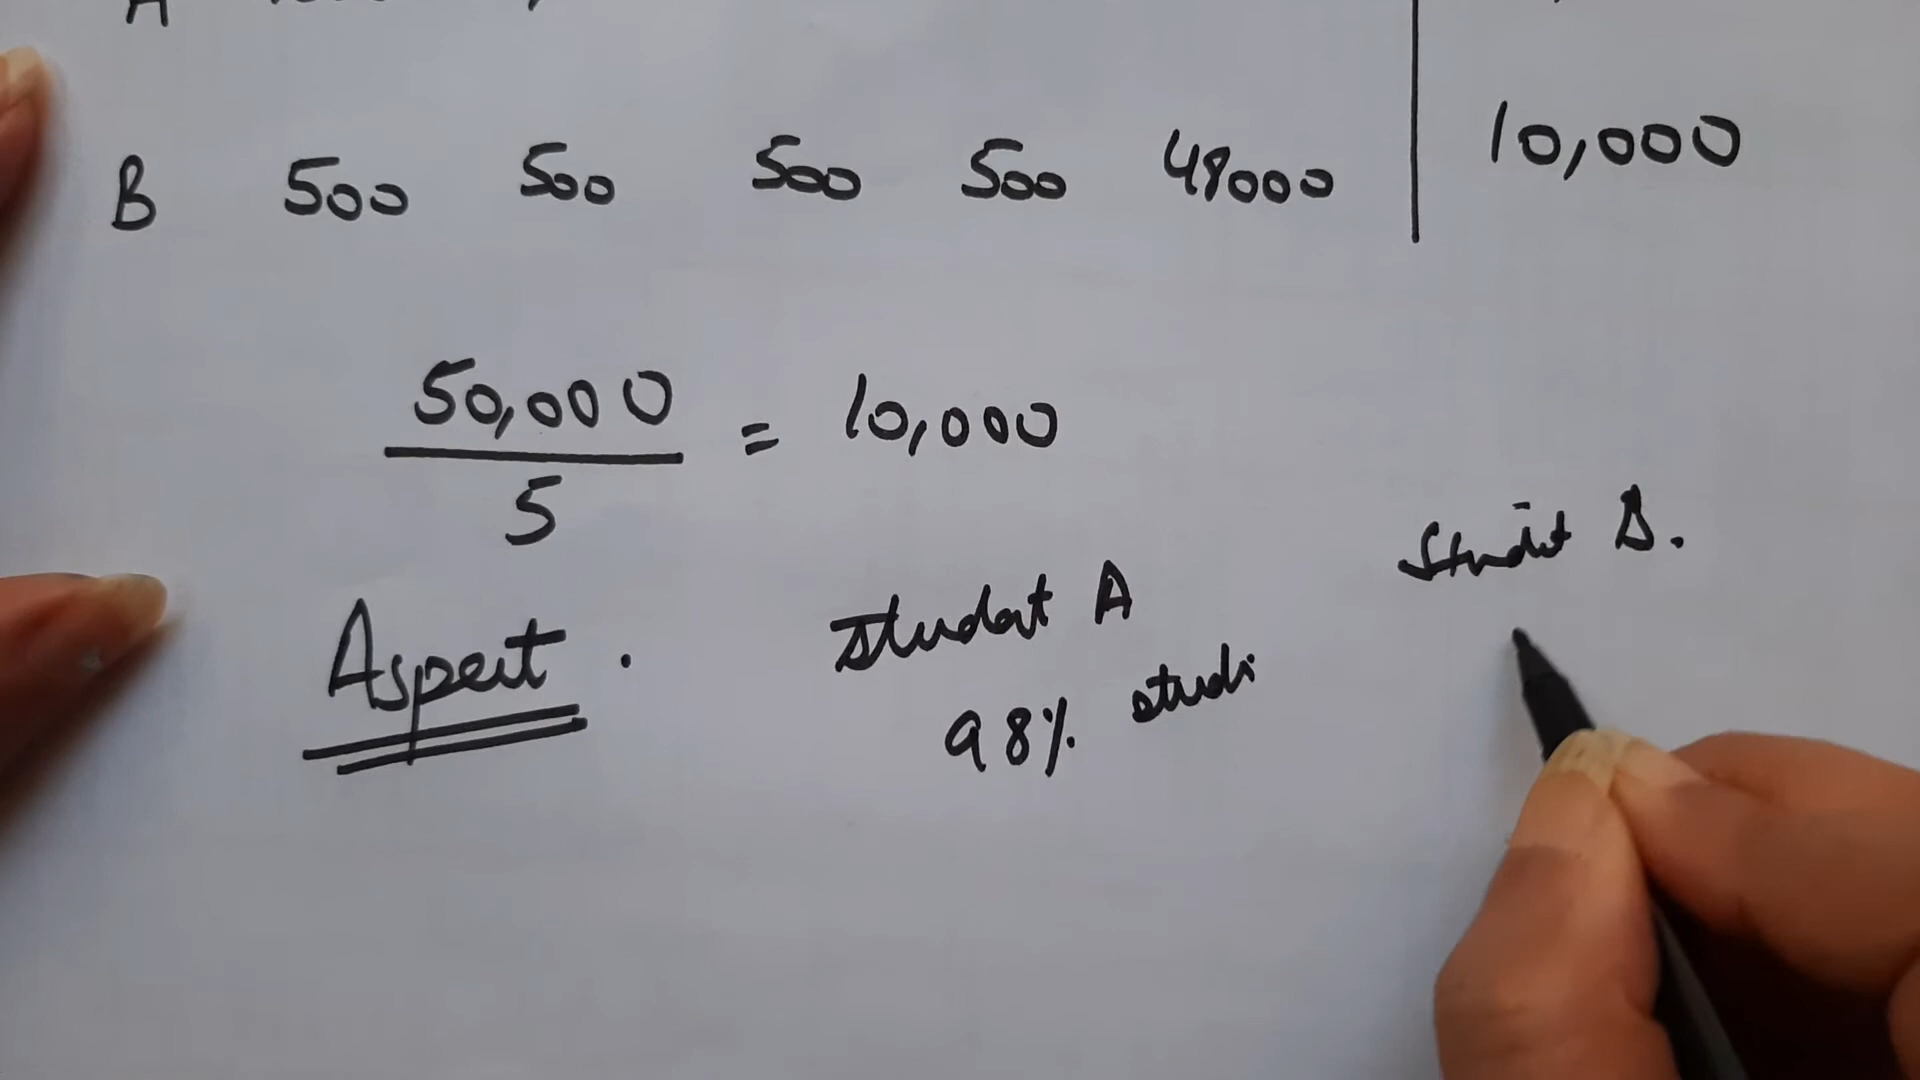 A
B 500 500 500 500 48000 10,000
50,000
= 10,000
5
Student B.
Aspect . student A
98% studi